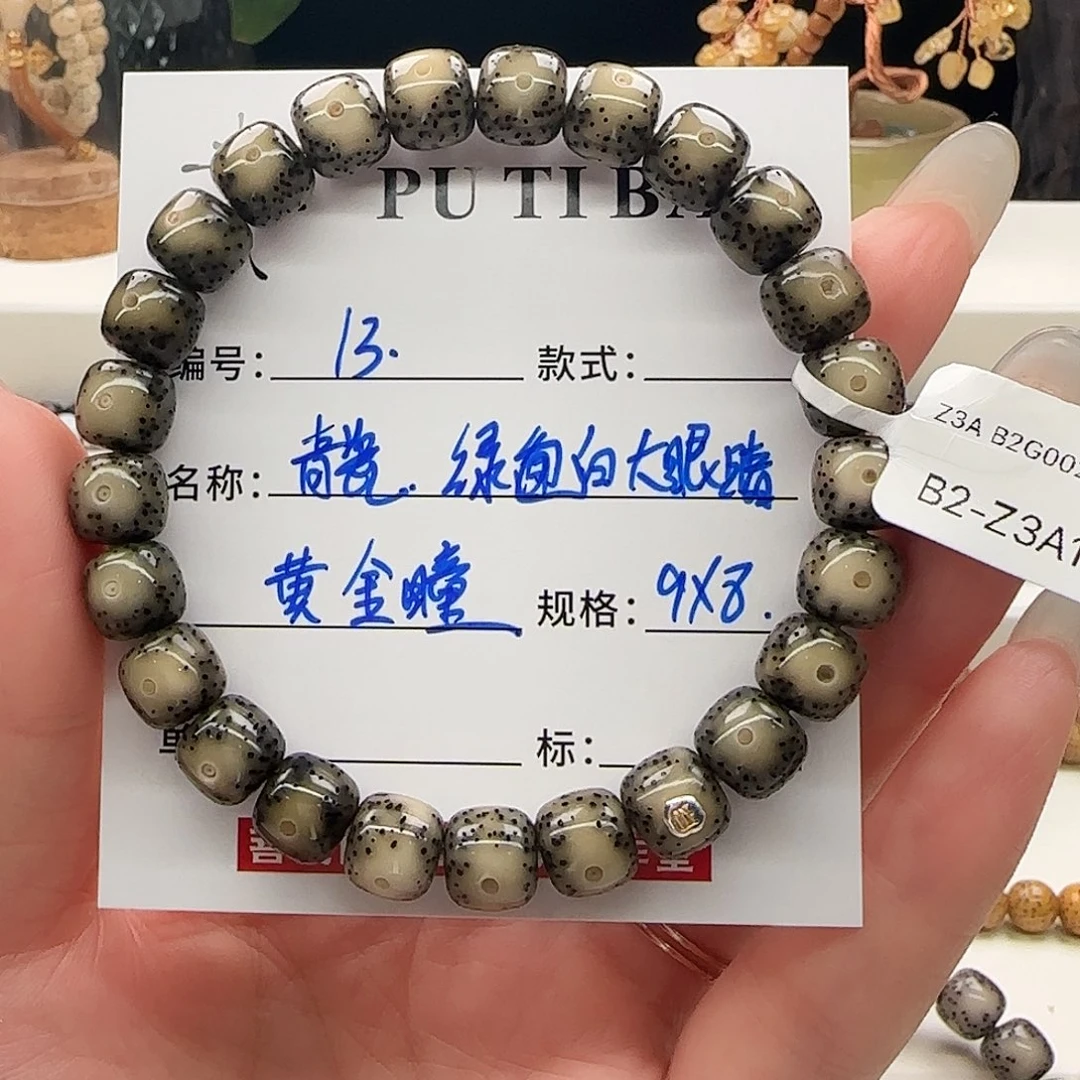 PU TI BA
编号: 13. 款式:
名称: 青瓷. 绿面白大眼睛
黄金瞳 规格: 9X8.
标:
Z3A B2G00
B2-Z3A1